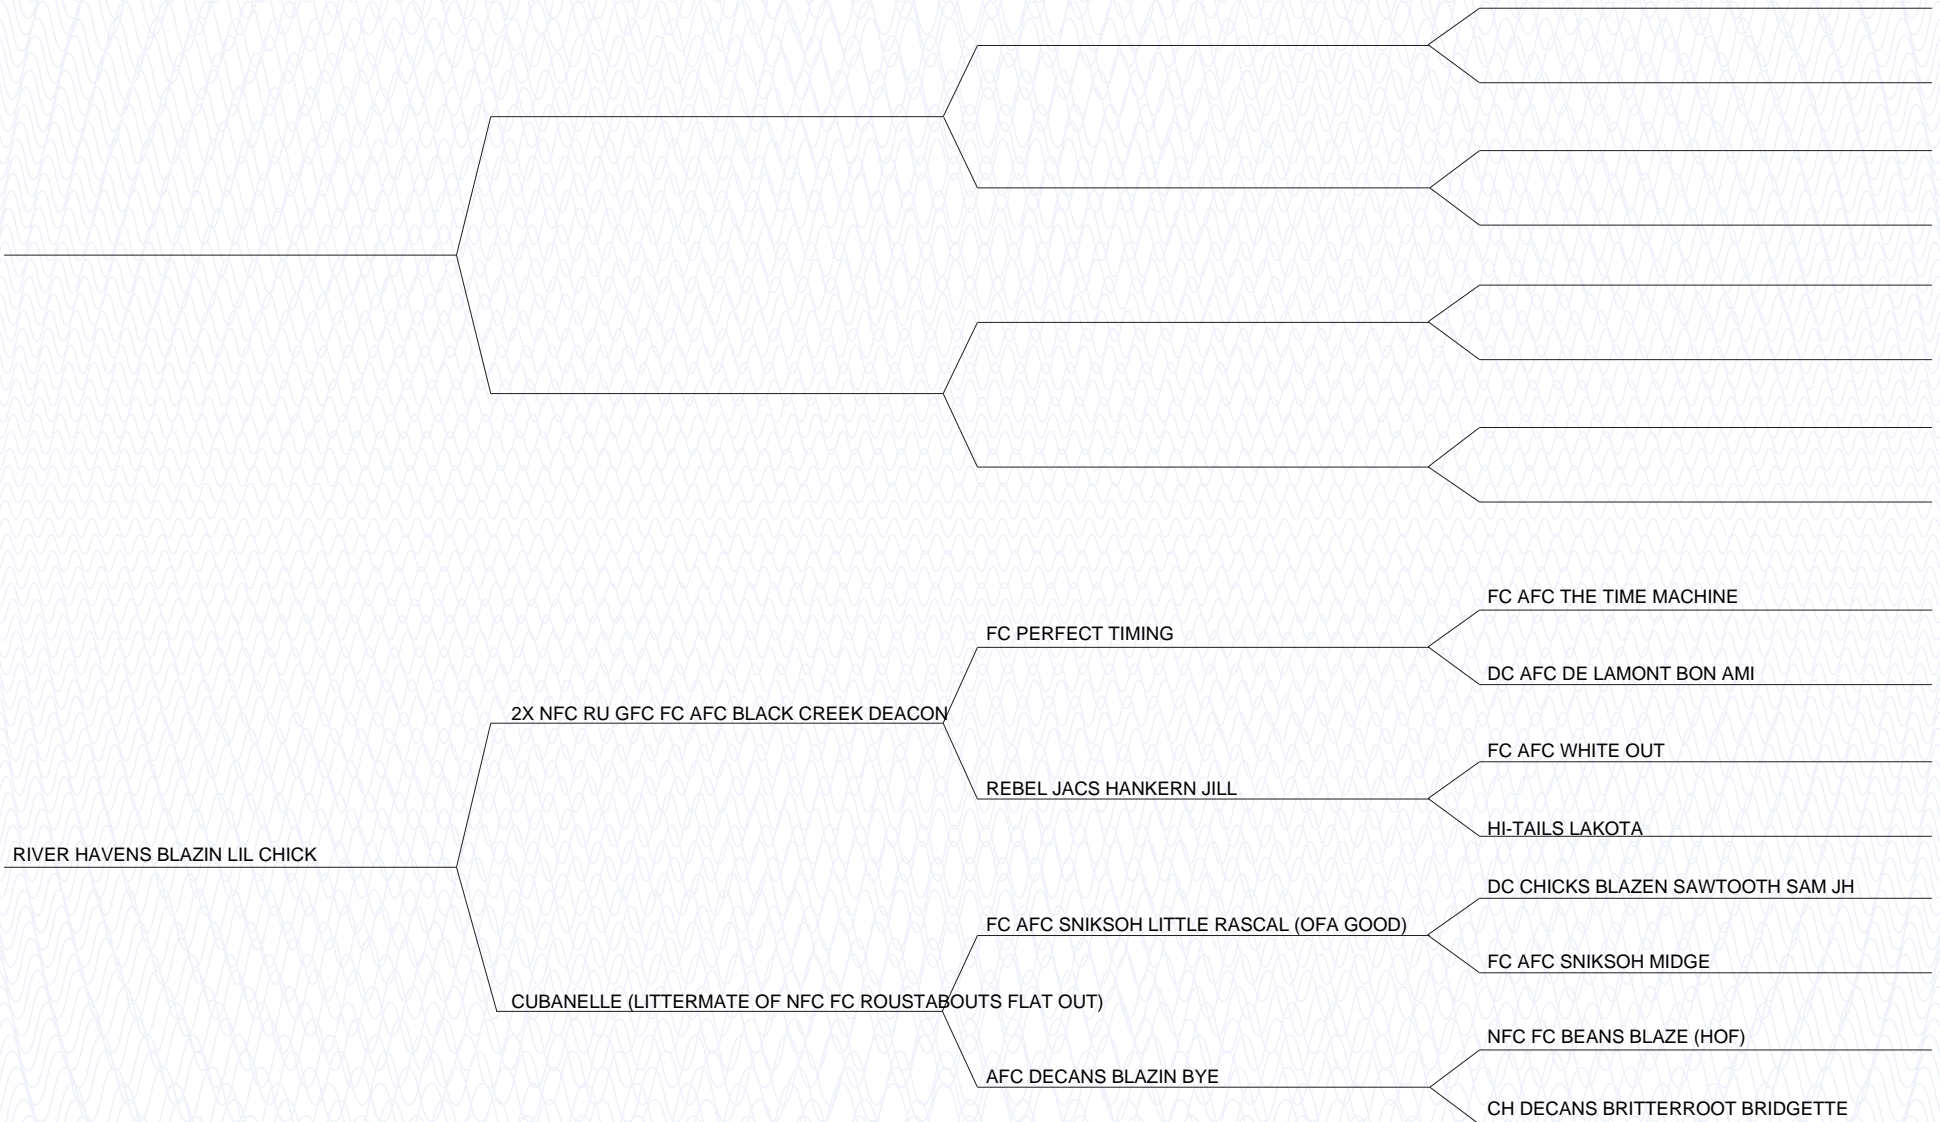 FC AFC THE TIME MACHINE
FC PERFECT TIMING
DC AFC DE LAMONT BON AMI
2X NFC RU GFC FC AFC BLACK CREEK DEACON
FC AFC WHITE OUT
REBEL JACS HANKERN JILL
HI-TAILS LAKOTA
RIVER HAVENS BLAZIN LIL CHICK
DC CHICKS BLAZEN SAWTOOTH SAM JH
FC AFC SNIKSOH LITTLE RASCAL (OFA GOOD)
FC AFC SNIKSOH MIDGE
CUBANELLE (LITTERMATE OF NFC FC ROUSTABOUTS FLAT OUT)
NFC FC BEANS BLAZE (HOF)
AFC DECANS BLAZIN BYE
CH DECANS BRITTERROOT BRIDGETTE